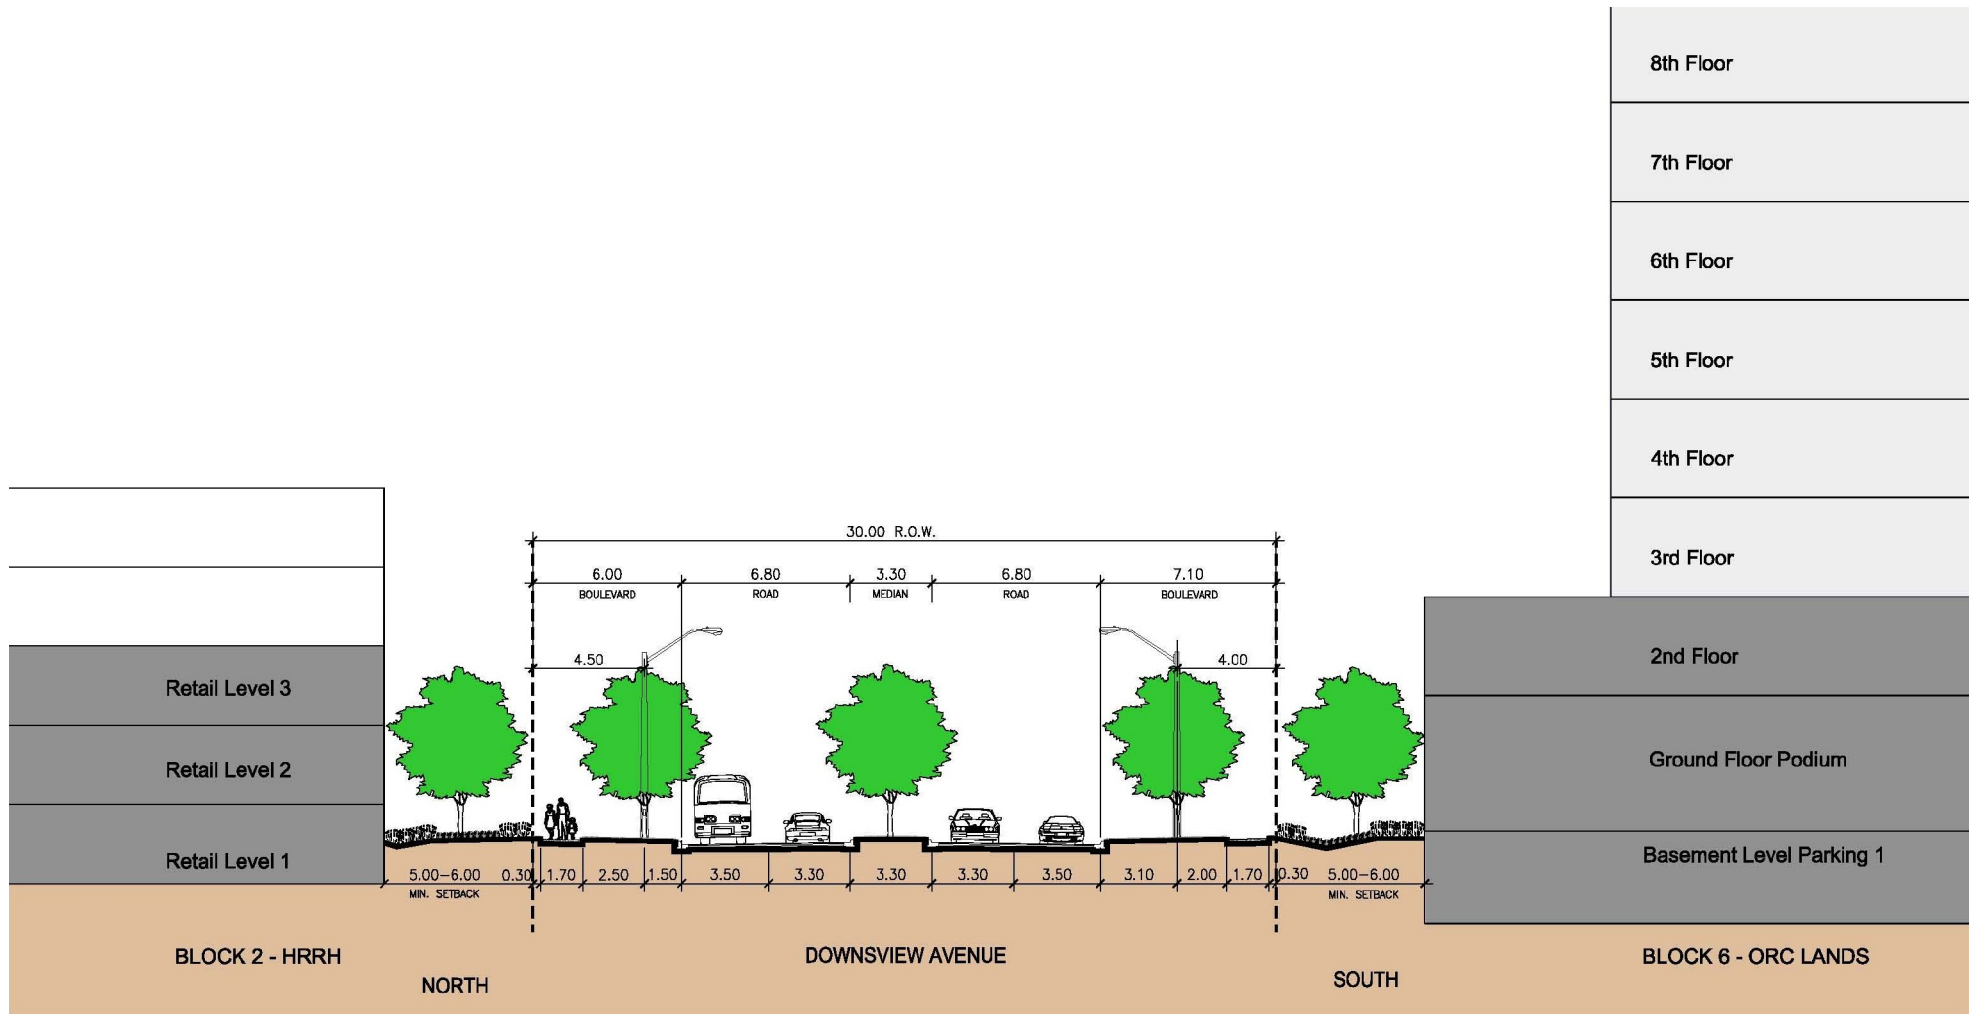 8th Floor
7th Floor
6th Floor
5th Floor
4th Floor
3rd Floor
30.00 R.O.W.
6.00 6.80 3.30 6.80 7.10
BOULEVARD ROAD MEDIAN ROAD BOULEVARD
4.50 4.00
2nd Floor
Retail Level 3
Ground Floor Podium
Retail Level 2
Basement Level Parking 1
Retail Level 1
5.00-6.00 0.30 1.70 2.50 1.50 3.50 3.30 3.30 3.30 3.50 3.10 2.00 1.70 0.30 5.00-6.00
MIN. SETBACK MIN. SETBACK
BLOCK 2 - HRRH DOWNSVIEW AVENUE BLOCK 6 - ORC LANDS
NORTH SOUTH